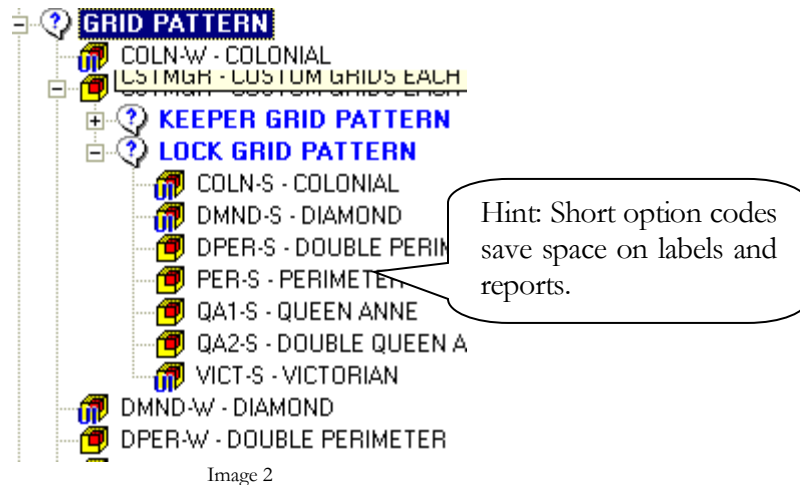 GRID PATTERN
COLN-W - COLONIAL
CSTMGR - CUSTOM GRIDS EACH
KEEPER GRID PATTERN
LOCK GRID PATTERN
COLN-S - COLONIAL
DMND-S - DIAMOND
DPER-S - DOUBLE PERIM
PER-S - PERIMETER
QA1-S - QUEEN ANNE
QA2-S - DOUBLE QUEEN A
VICT-S - VICTORIAN
DMND-W - DIAMOND
DPER-W - DOUBLE PERIMETER
Hint: Short option codes
save space on labels and
reports.
Image 2